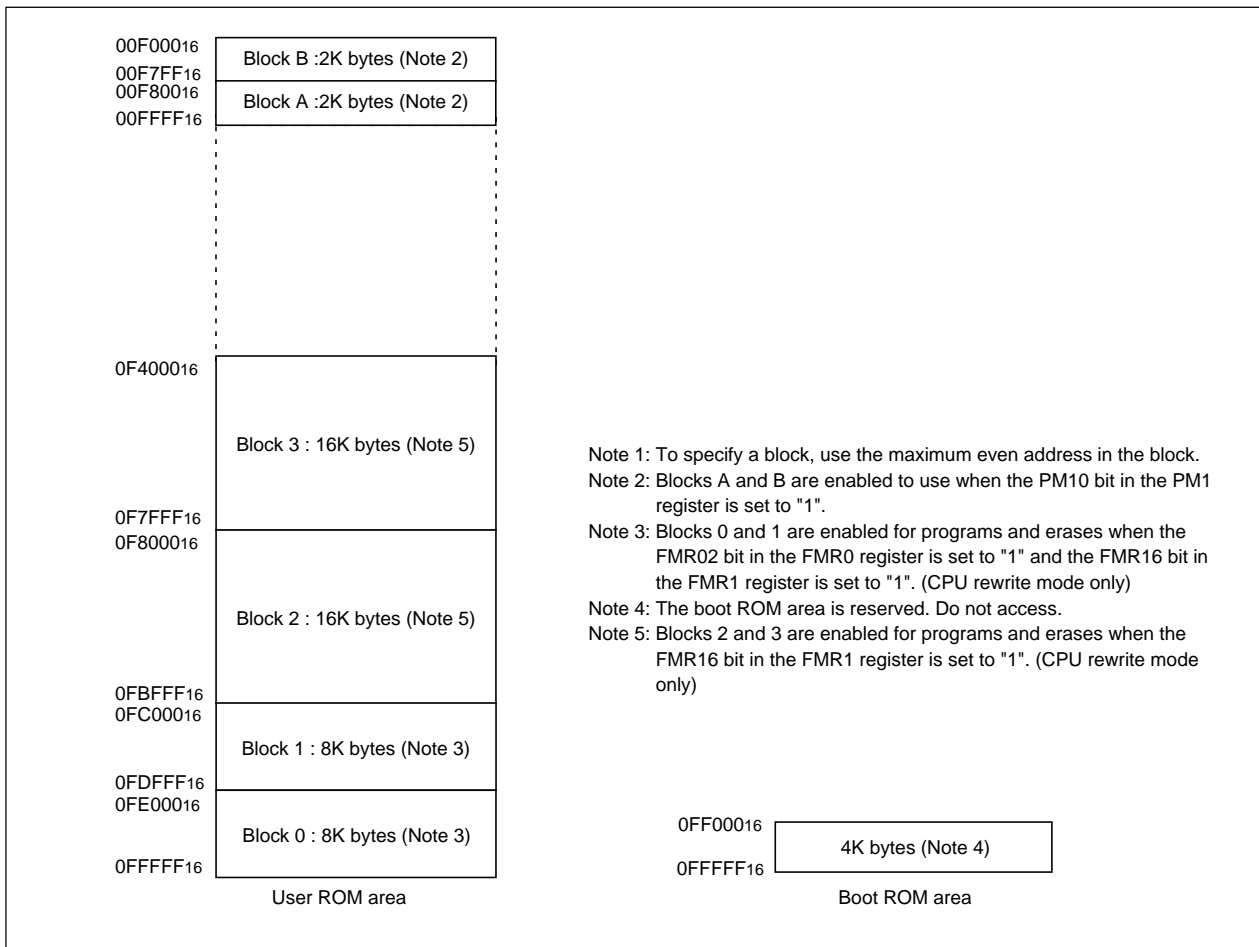 00F00016
Block B :2K bytes (Note 2)
00F7FF16
00F80016
Block A :2K bytes (Note 2)
00FFFF16
0F400016
Block 3 : 16K bytes (Note 5)
0F7FFF16
0F800016
Block 2 : 16K bytes (Note 5)
0FBFFF16
0FC00016
Block 1 : 8K bytes (Note 3)
0FDFFF16
0FE00016
Block 0 : 8K bytes (Note 3)
0FFFFF16
User ROM area
Note 1: To specify a block, use the maximum even address in the block.
Note 2: Blocks A and B are enabled to use when the PM10 bit in the PM1
register is set to "1".
Note 3: Blocks 0 and 1 are enabled for programs and erases when the
FMR02 bit in the FMR0 register is set to "1" and the FMR16 bit in
the FMR1 register is set to "1". (CPU rewrite mode only)
Note 4: The boot ROM area is reserved. Do not access.
Note 5: Blocks 2 and 3 are enabled for programs and erases when the
FMR16 bit in the FMR1 register is set to "1". (CPU rewrite mode
only)
0FF00016
4K bytes (Note 4)
0FFFFF16
Boot ROM area